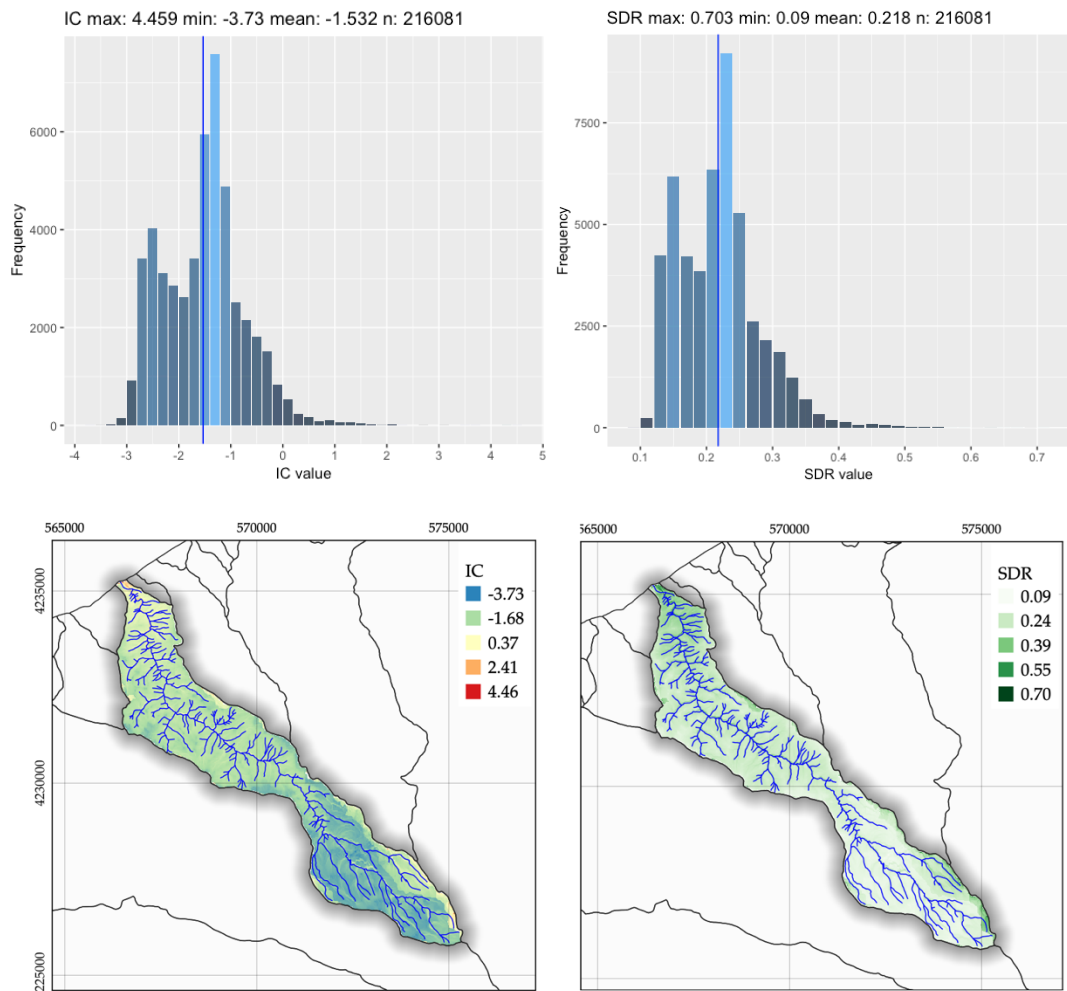 IC max: 4.459 min: -3.73 mean: -1.532 n: 216081
6000
4000
2000
0
Frequency
-4 -3 -2 -1 0 1 2 3 4 5
IC value
SDR max: 0.703 min: 0.09 mean: 0.218 n: 216081
7500
5000
2500
0
Frequency
0.1 0.2 0.3 0.4 0.5 0.6 0.7
SDR value
565000 570000 575000
4235000
4230000
225000
IC
-3.73
-1.68
0.37
2.41
4.46
565000 570000 575000
SDR
0.09
0.24
0.39
0.55
0.70